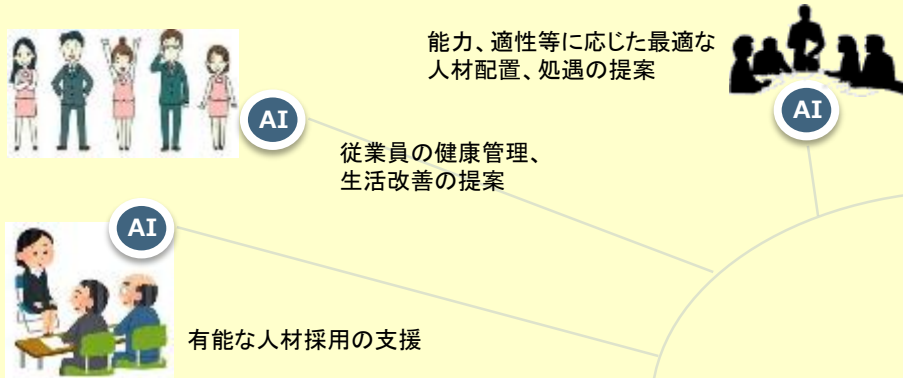 能力、適性等に応じた最適な
人材配置、処遇の提案
AI
AI
従業員の健康管理、
生活改善の提案
AI
有能な人材採用の支援